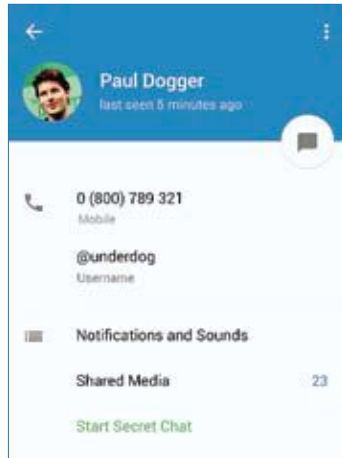 Paul Dogger
last seen 5 minutes ago
0 (800) 789 321
Mobile
@underdog
Username
Notifications and Sounds
Shared Media 23
Start Secret Chat